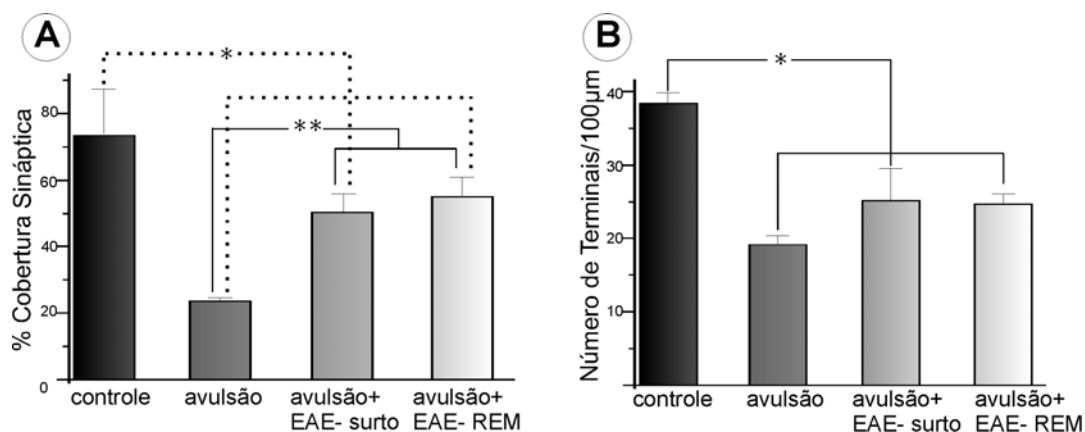 A
% Cobertura Sináptica
80
60
40
20
0
*
**
controle
avulsão
avulsão+
EAE- surto
avulsão+
EAE- REM
B
Número de Terminais/100µm
40
30
20
10
*
controle
avulsão
avulsão+
EAE- surto
avulsão+
EAE- REM